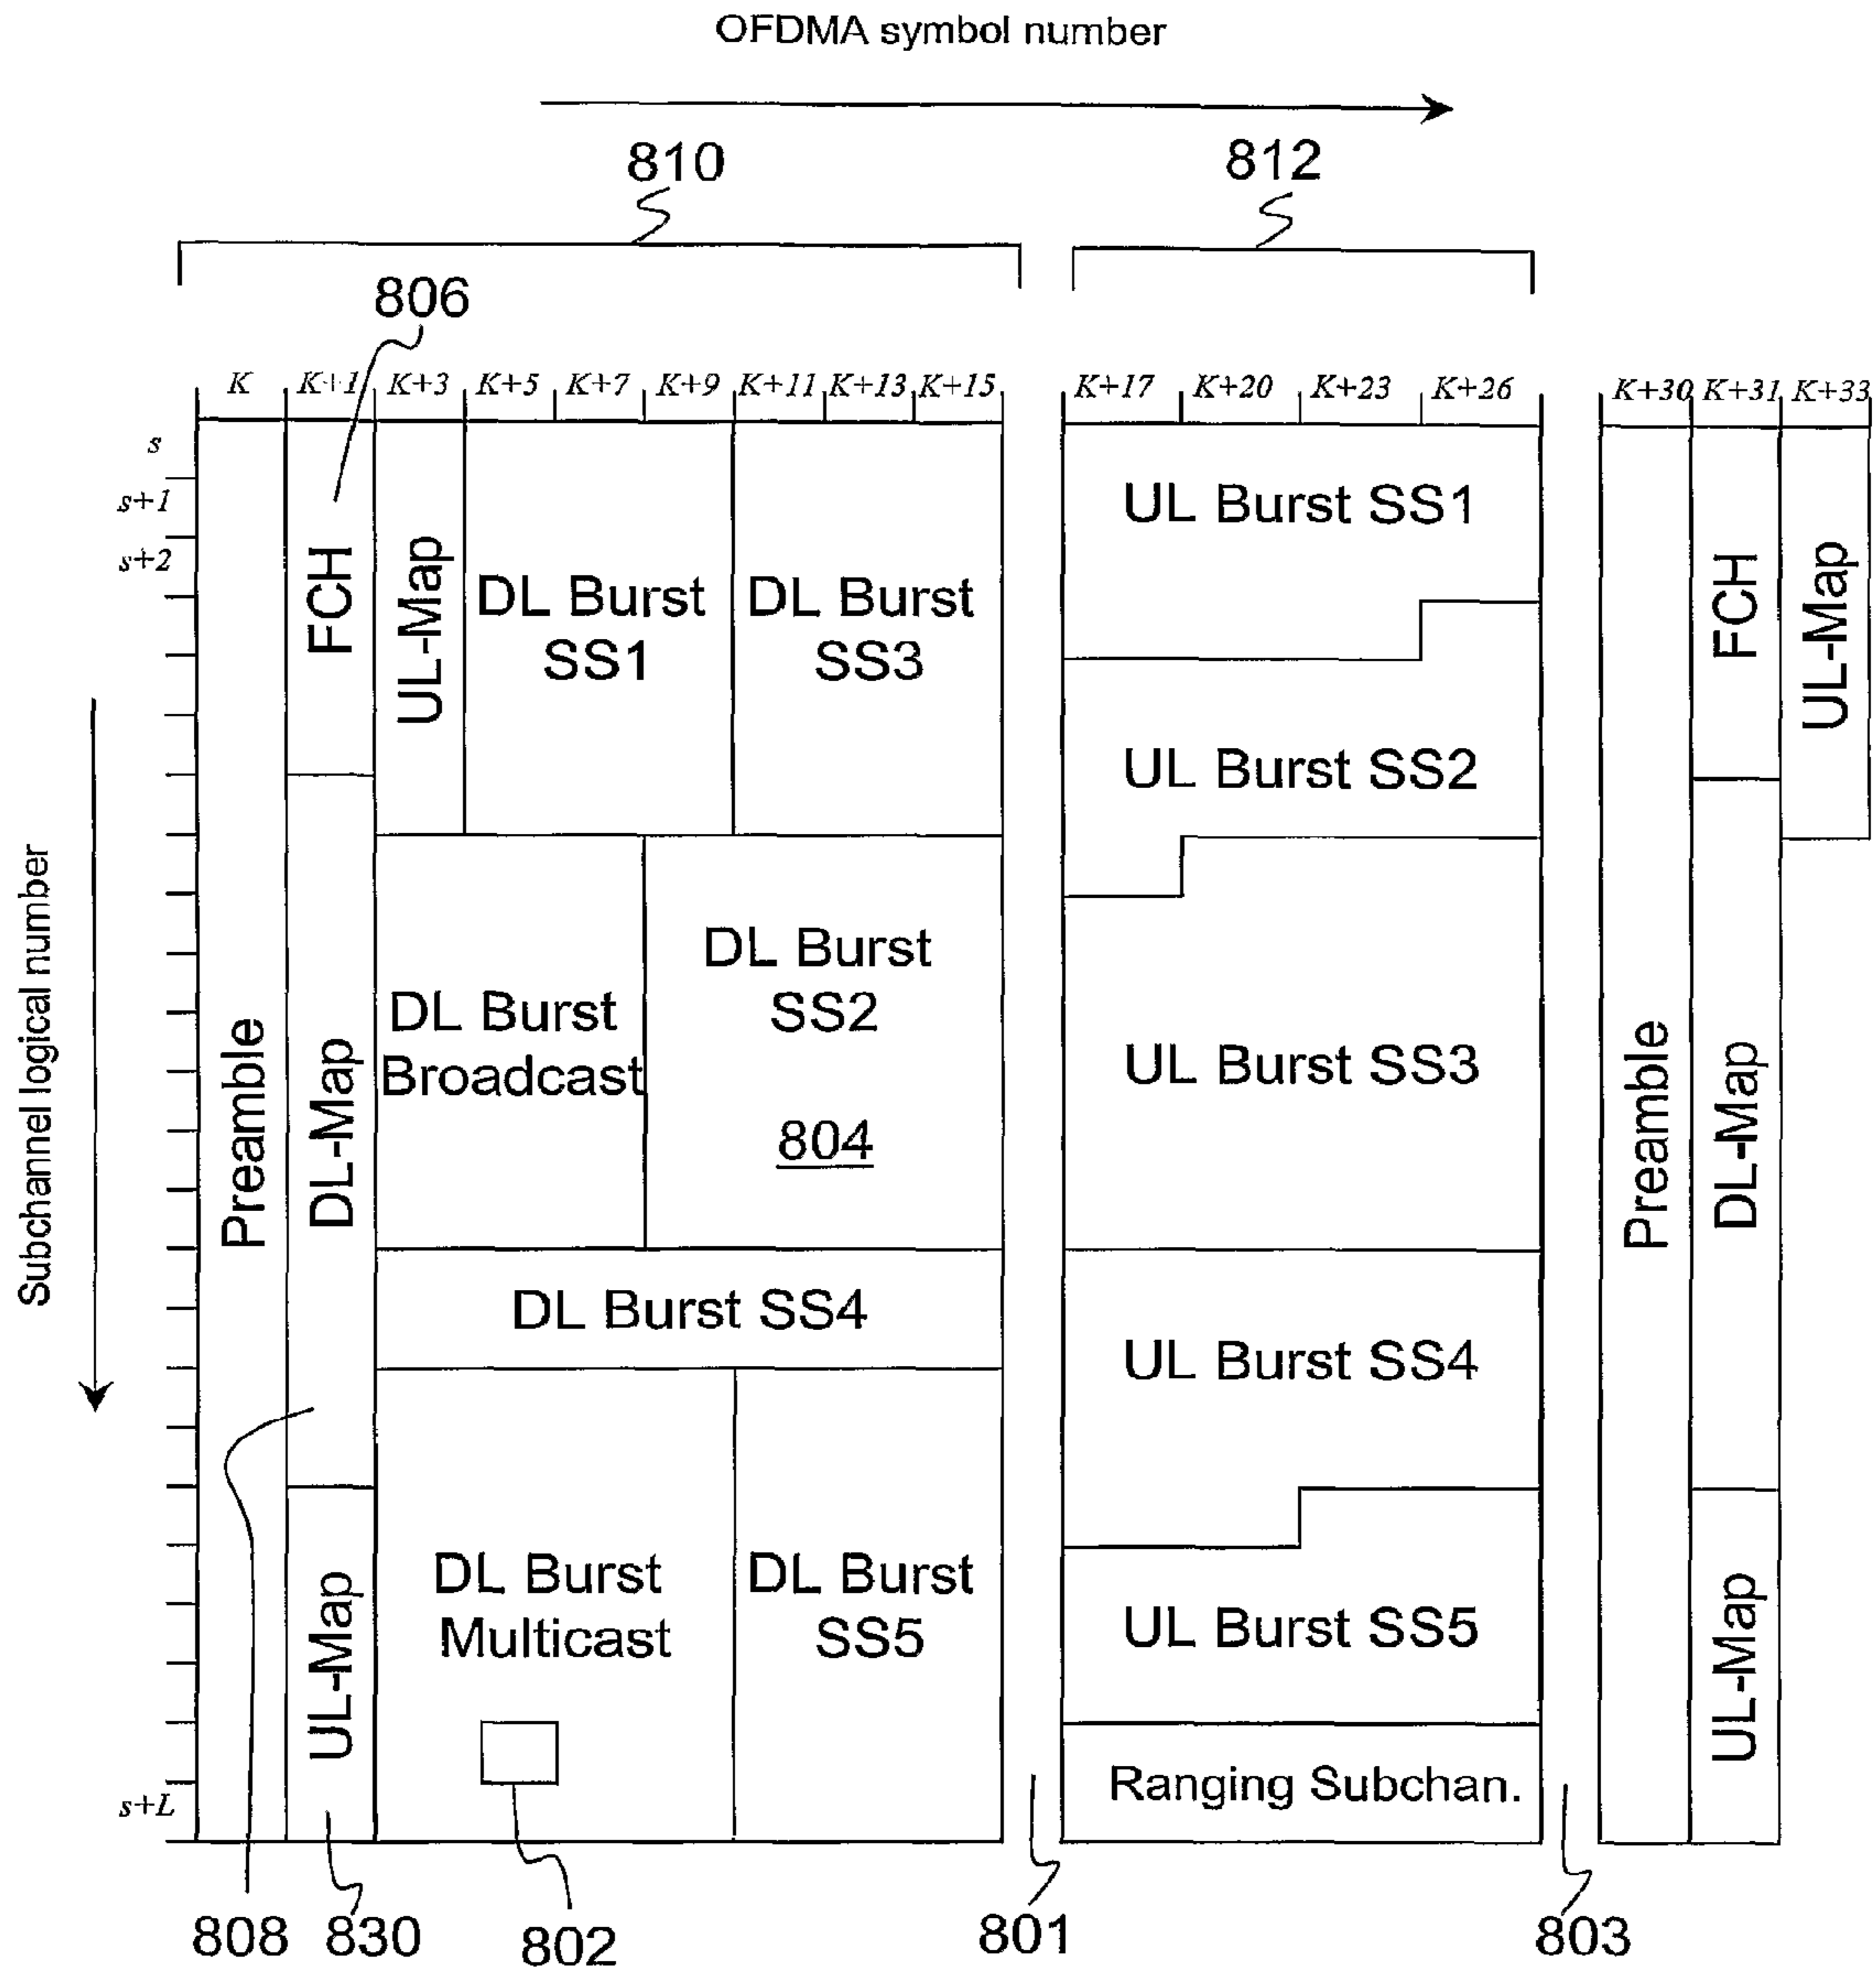 OFDMA symbol number
810
812
806
K
K+1
K+3
K+5
K+7
K+9
K+11
K+13
K+15
K+17
K+20
K+23
K+26
K+30
K+31
K+33
s
s+1
s+2
s+L
Subchannel logical number
Preamble
FCH
DL-Map
UL-Map
UL-Map
DL Burst
SS1
DL Burst
SS3
DL Burst
Broadcast
DL Burst
SS2
804
DL Burst SS4
DL Burst
Multicast
DL Burst
SS5
UL Burst SS1
UL Burst SS2
UL Burst SS3
UL Burst SS4
UL Burst SS5
Ranging Subchan.
Preamble
FCH
DL-Map
UL-Map
UL-Map
808
830
802
801
803